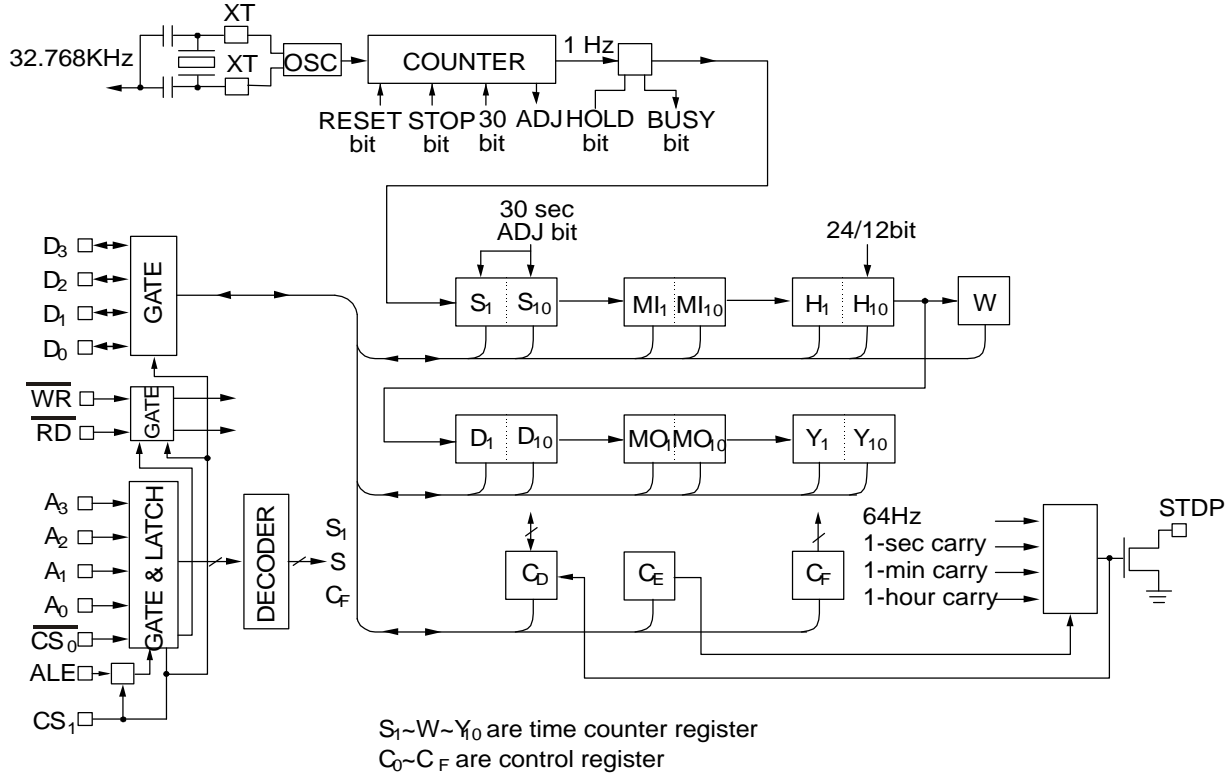 XT
32.768KHz
XT
OSC
COUNTER
1 Hz
RESET bit
STOP bit
30 bit
ADJ
HOLD bit
BUSY bit
30 sec
ADJ bit
24/12bit
D3
D2
D1
D0
GATE
S1 S10
MI1 MI10
H1 H10
W
WR
RD
GATE
D1 D10
MO1 MO10
Y1 Y10
A3
A2
A1
A0
CS0
ALE
CS1
GATE & LATCH
DECODER
S1
S
CF
CD
CE
CF
64Hz
1-sec carry
1-min carry
1-hour carry
STDP
S1~W~Y10 are time counter register
C0~CF are control register